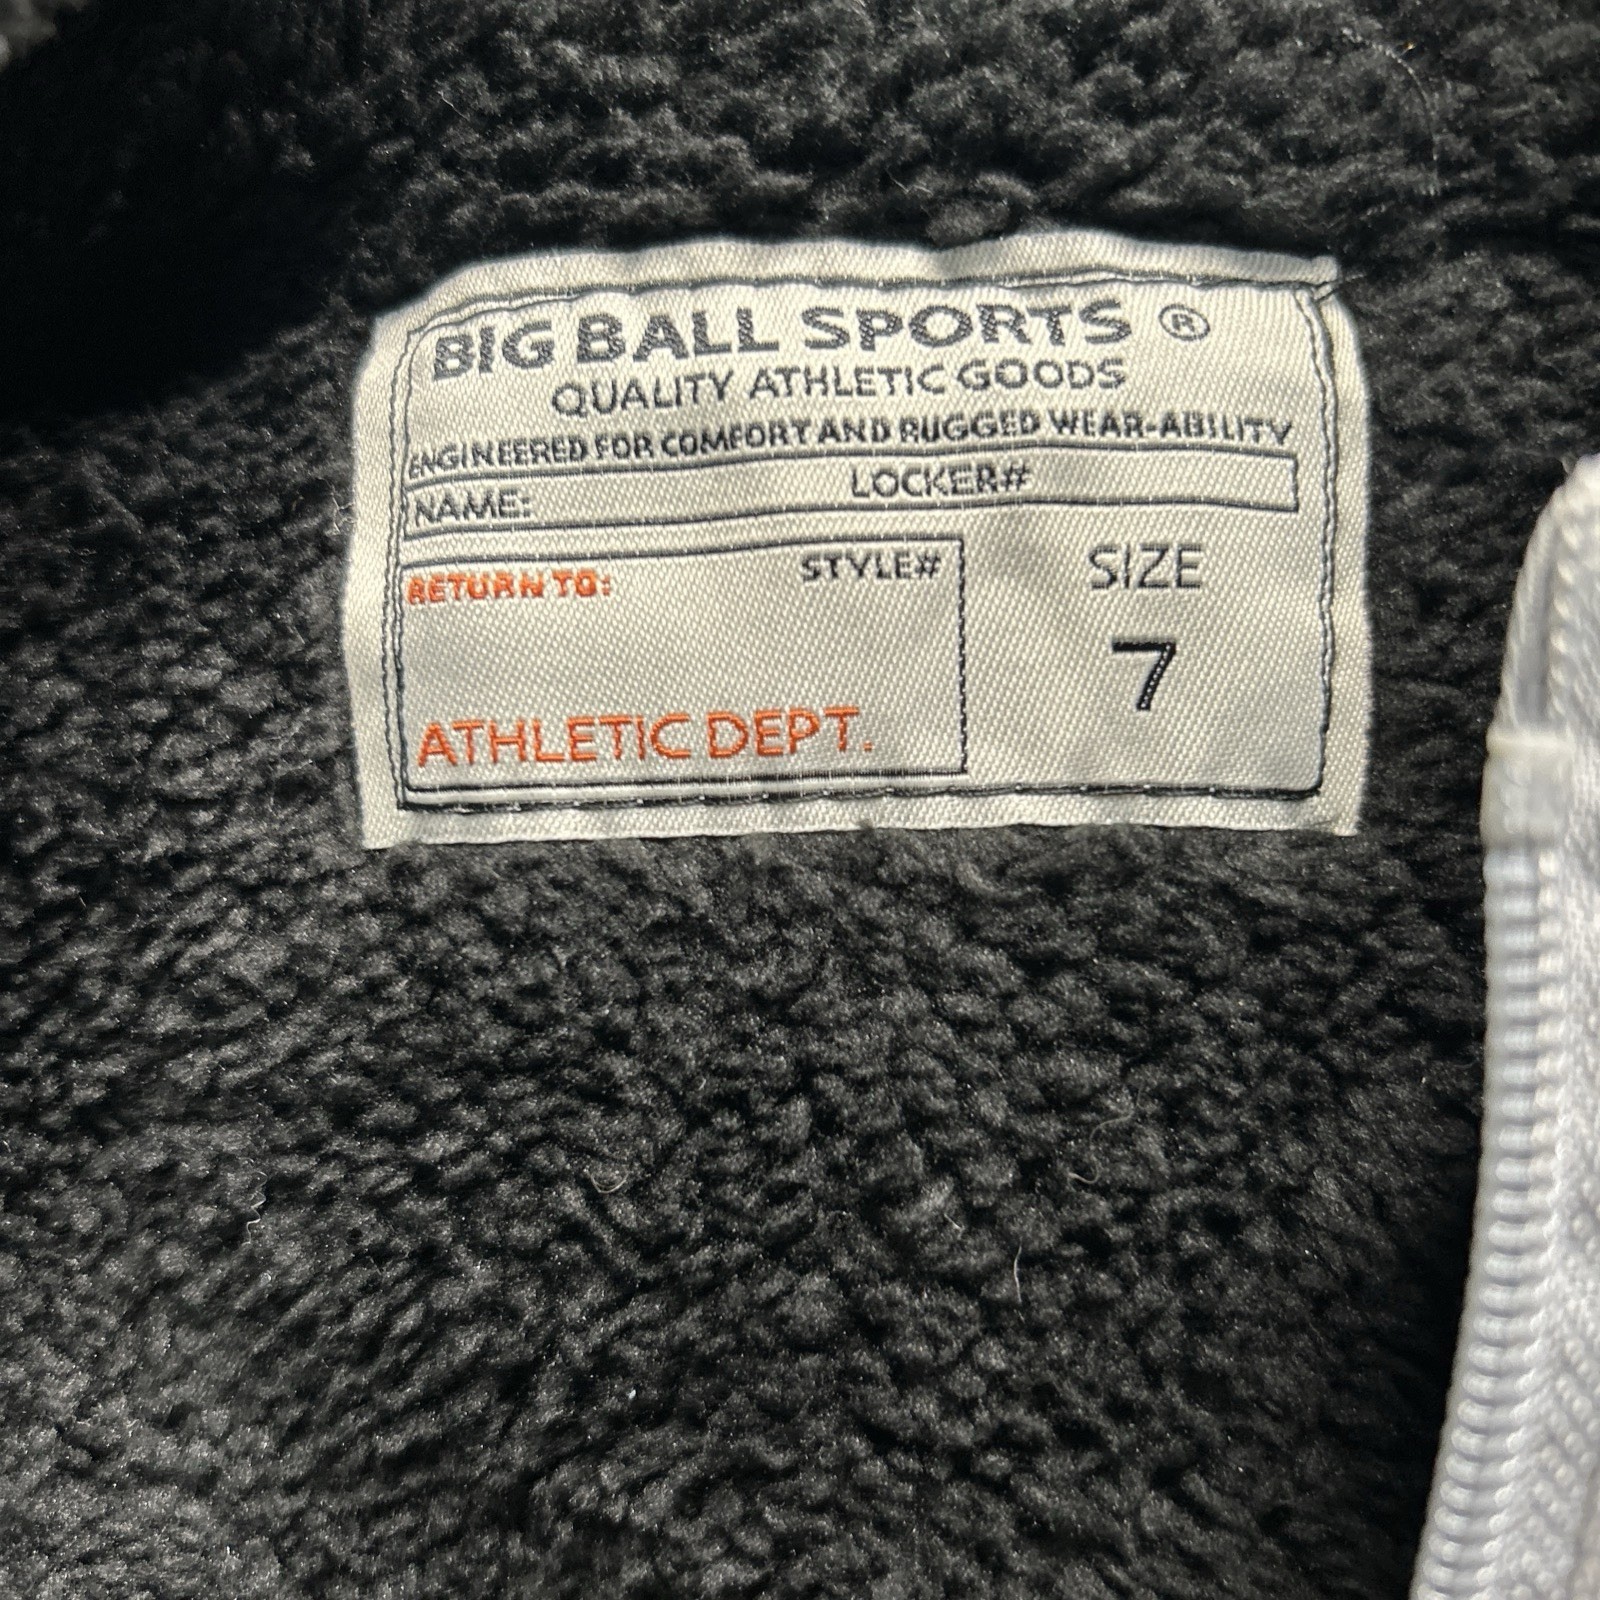 BIG BALL SPORTS ®
QUALITY ATHLETIC GOODS
ENGINEERED FOR COMFORT AND RUGGED WEAR-ABILITY
NAME: LOCKER#
RETURN TO: STYLE#
SIZE
7
ATHLETIC DEPT.